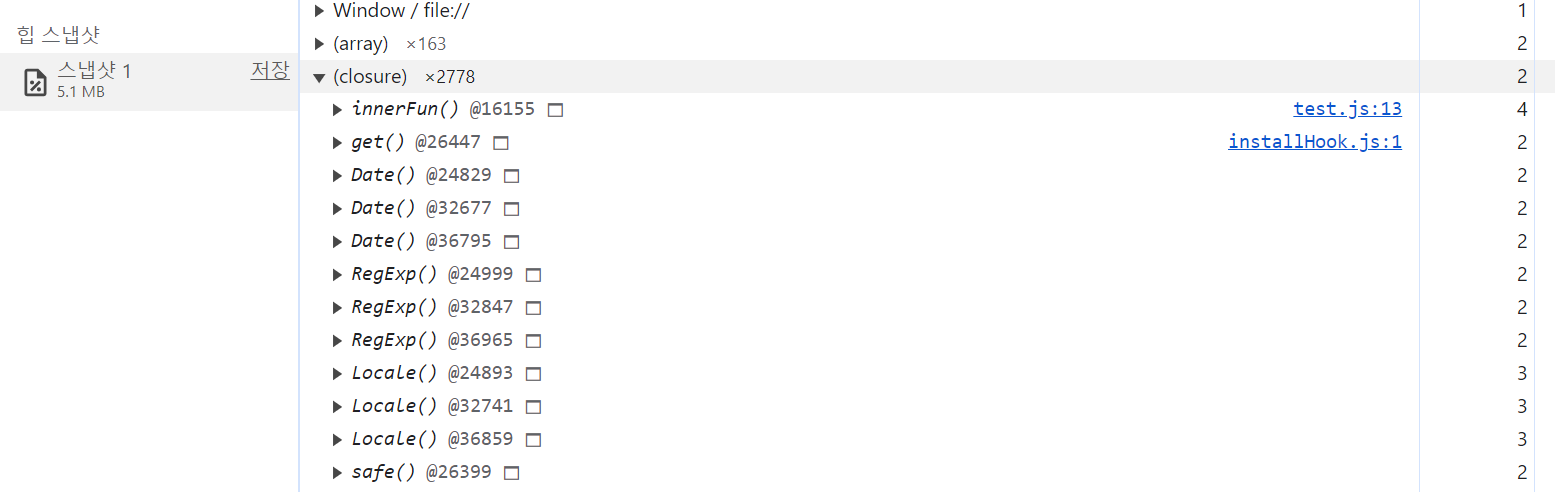 힙 스냅샷
스냅샷 1 저장
5.1 MB
Window / file:// 1
(array) ×163 2
(closure) ×2778 2
innerFun() @16155 test.js:13 4
get() @26447 installHook.js:1 2
Date() @24829 2
Date() @32677 2
Date() @36795 2
RegExp() @24999 2
RegExp() @32847 2
RegExp() @36965 2
Locale() @24893 3
Locale() @32741 3
Locale() @36859 3
safe() @26399 2